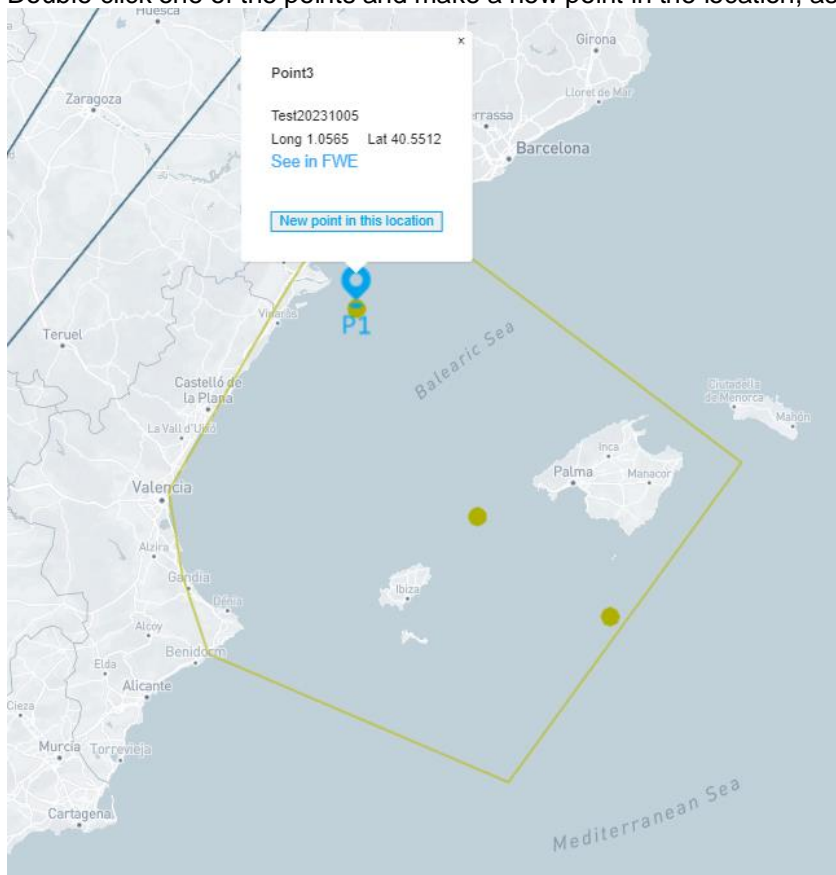 Double click one of the points and make a new point in the location, as
Huesca
Girona
x
Point3
Zaragoza
Lloret de Mar
Test20231005
rrassa
Long 1.0565 Lat 40.5512
Barcelona
See in FWE
New point in this location
Vinaròs
P1
Teruel
Balearic Sea
Castelló de
la Plana
Ciutadella
de Menorca
Mahón
La Vall d'Uixó
Inca
Palma
Manacor
Valencia
Alzira
Gandia
Ibiza
Dénia
Alcoy
Benidorm
Elda
Alicante
Cieza
Murcia
Torrevieja
Mediterranean Sea
Cartagena